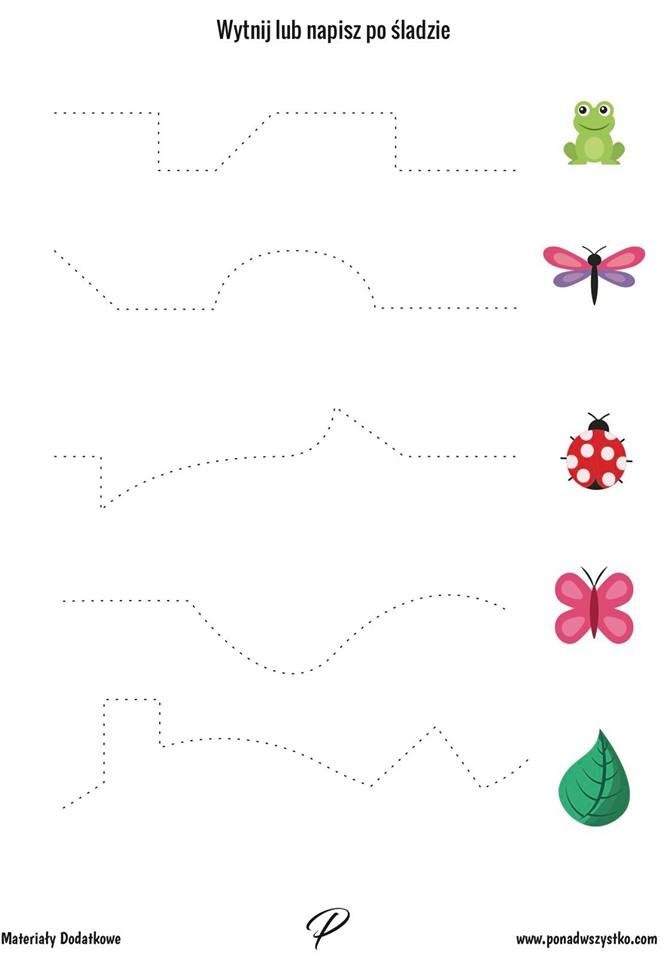 Wytnij lub napisz po śladzie
P
Materiały Dodatkowe
www.ponadwszystko.com